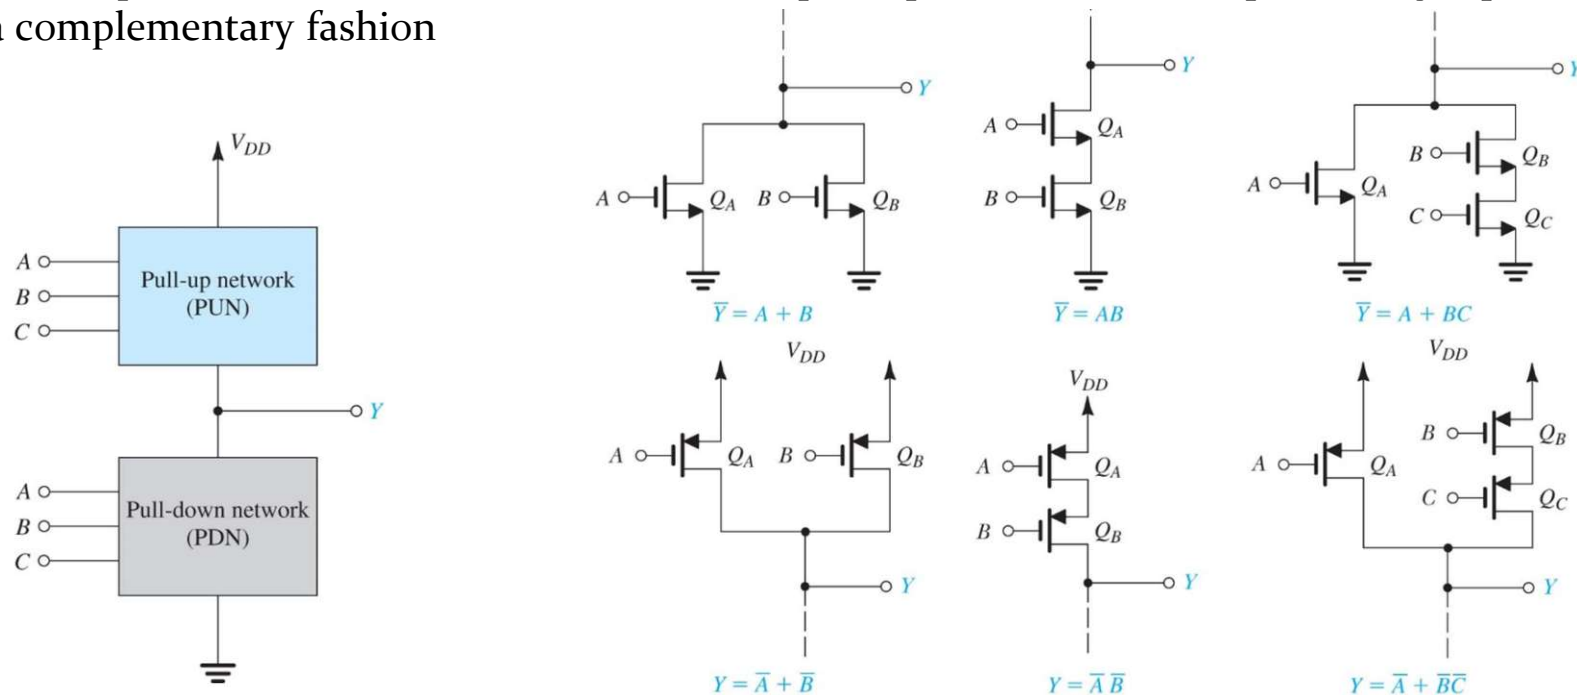 a complementary fashion
V_DD
A
B
C
Pull-up network
(PUN)
Y
A
B
C
Pull-down network
(PDN)
Y
A
Q_A
B
Q_B
Y̅ = A + B
Y
A
Q_A
B
Q_B
Y̅ = AB
Y
A
Q_A
B
Q_B
C
Q_C
Y̅ = A + BC
V_DD
A
Q_A
B
Q_B
Y
Y = A̅ + B̅
V_DD
A
Q_A
B
Q_B
Y
Y = A̅ B̅
V_DD
A
Q_A
B
Q_B
C
Q_C
Y
Y = A̅ + B̅C̅